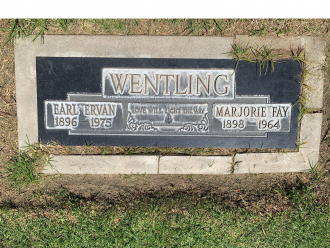 WENTLING
EARL ERVAN
1896 1975
LOVE WILL LIGHT THE WAY
MARJORIE FAY
1898 - 1964